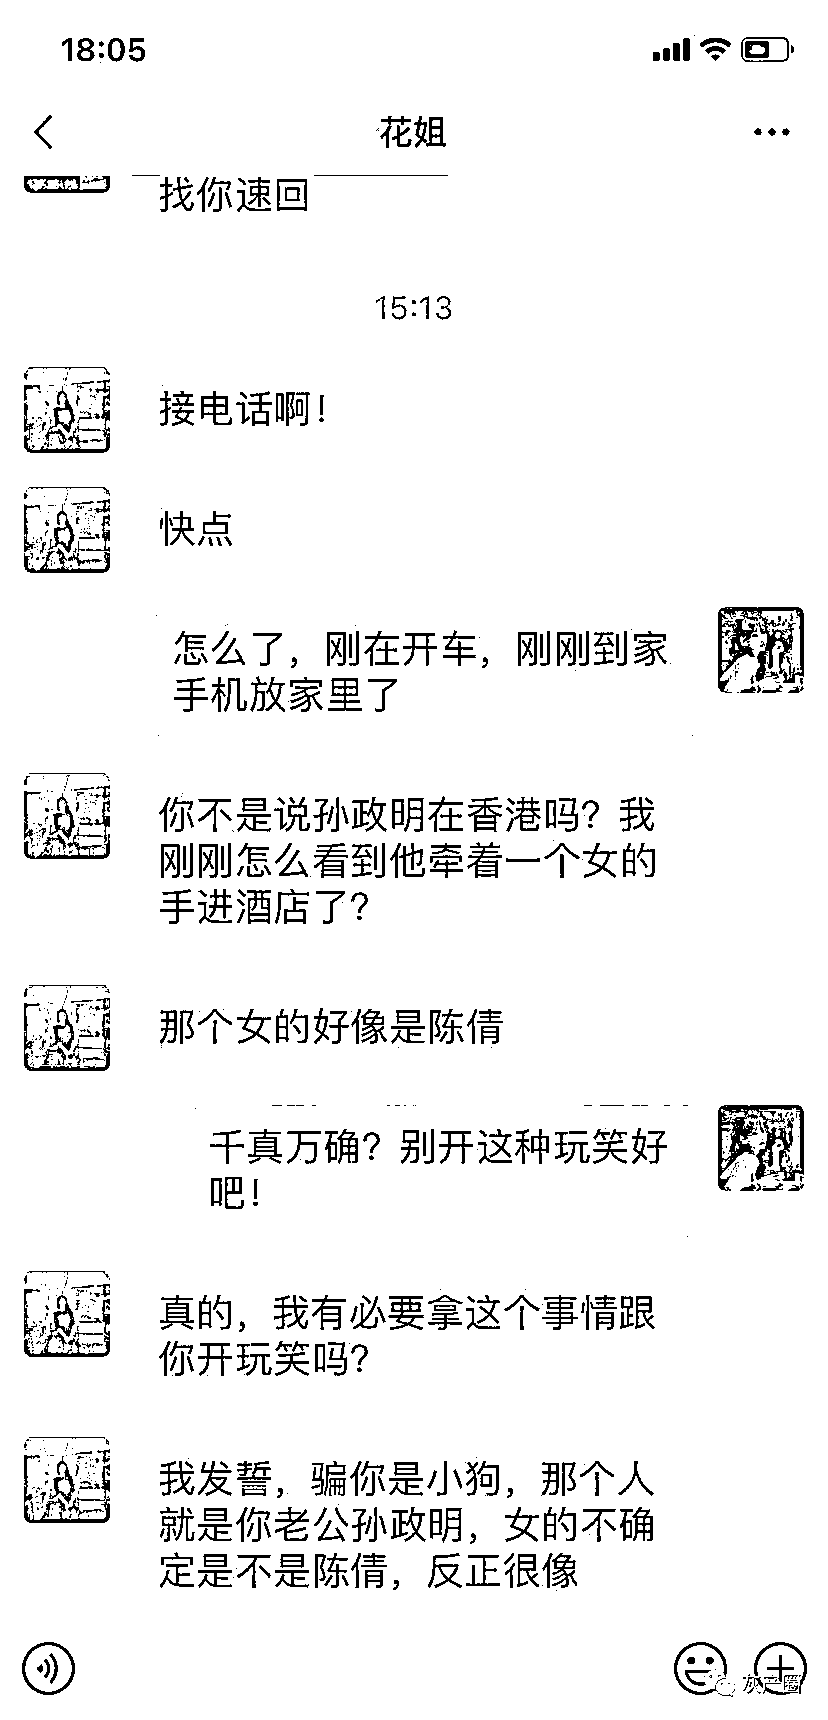 18:05
花姐
找你速回
15:13
接电话啊！
快点
怎么了，刚在开车，刚刚到家
手机放家里了
你不是说孙政明在香港吗？我
刚刚怎么看到他牵着一个女的
手进酒店了？
那个女的好像是陈倩
千真万确？别开这种玩笑好
吧！
真的，我有必要拿这个事情跟
你开玩笑吗？
我发誓，骗你是小狗，那个人
就是你老公孙政明，女的不确
定是不是陈倩，反正很像
灰产圈